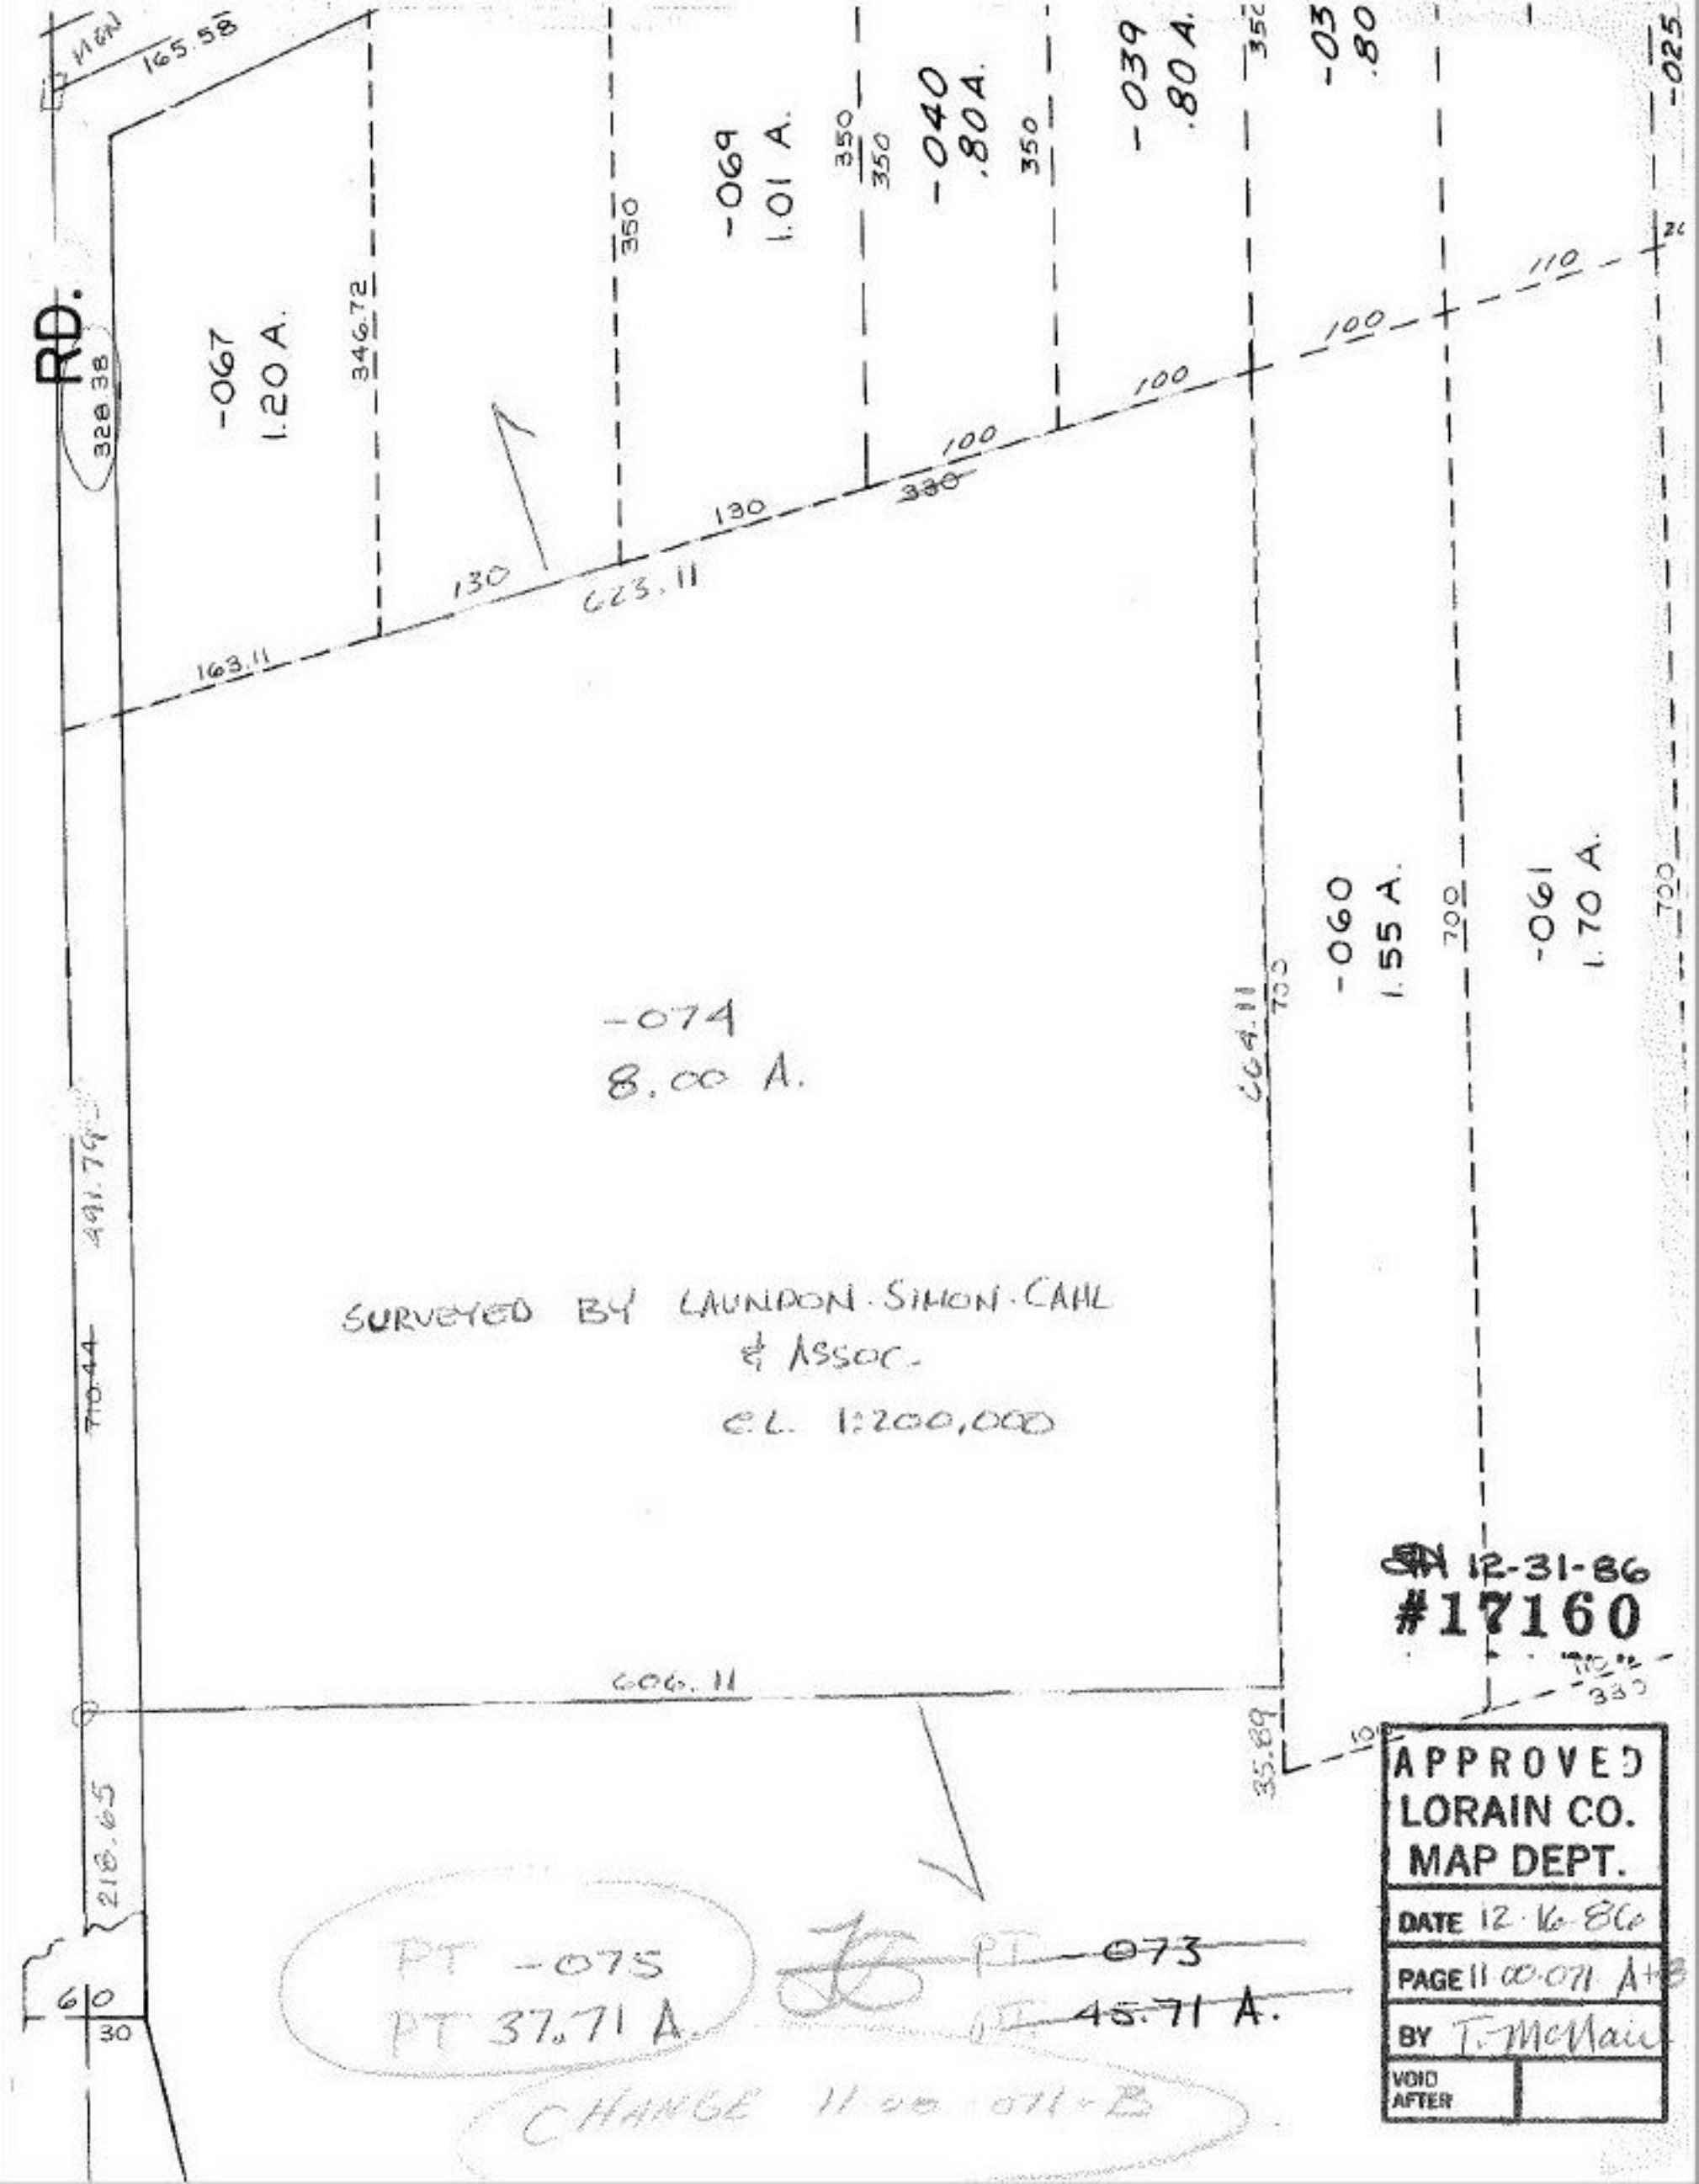 165.58
RD.
328.38
-067
1.20 A.
346.72
350
-069
1.01 A.
350
350
-040
.80 A.
350
-039
.80 A.
350
-03
.80
-025
110
100
100
100
330
130
623.11
130
163.11
-074
8.00 A.
664.11
700
-060
1.55 A.
700
-061
1.70 A.
700
491.79
710.44
SURVEYED BY LAUNDON. SIMON. CAHL
& ASSOC.
CL. 1:200,000
12-31-86
#17160
330
606.11
35.89
218.65
60
30
PT -075
PT 37.71 A.
PT -073
PT 45.71 A.
CHANGE 11-00-071-B
APPROVED
LORAIN CO.
MAP DEPT.
DATE 12-16-86
PAGE 11-00-071 A+B
BY T. McNair
VOID
AFTER